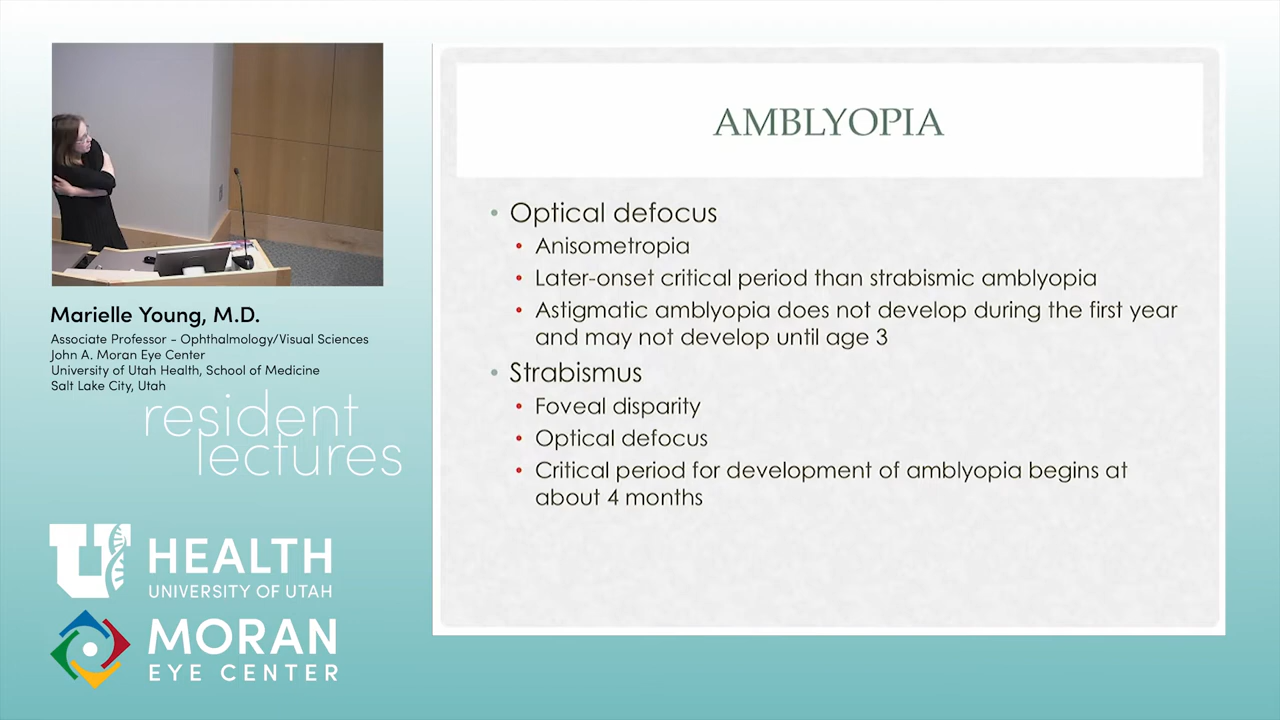 Marielle Young, M.D.
Associate Professor - Ophthalmology/Visual Sciences
John A. Moran Eye Center
University of Utah Health, School of Medicine
Salt Lake City, Utah
resident
lectures
U HEALTH
UNIVERSITY OF UTAH
MORAN
EYE CENTER
AMBLYOPIA
• Optical defocus
• Anisometropia
• Later-onset critical period than strabismic amblyopia
• Astigmatic amblyopia does not develop during the first year
and may not develop until age 3
• Strabismus
• Foveal disparity
• Optical defocus
• Critical period for development of amblyopia begins at
about 4 months